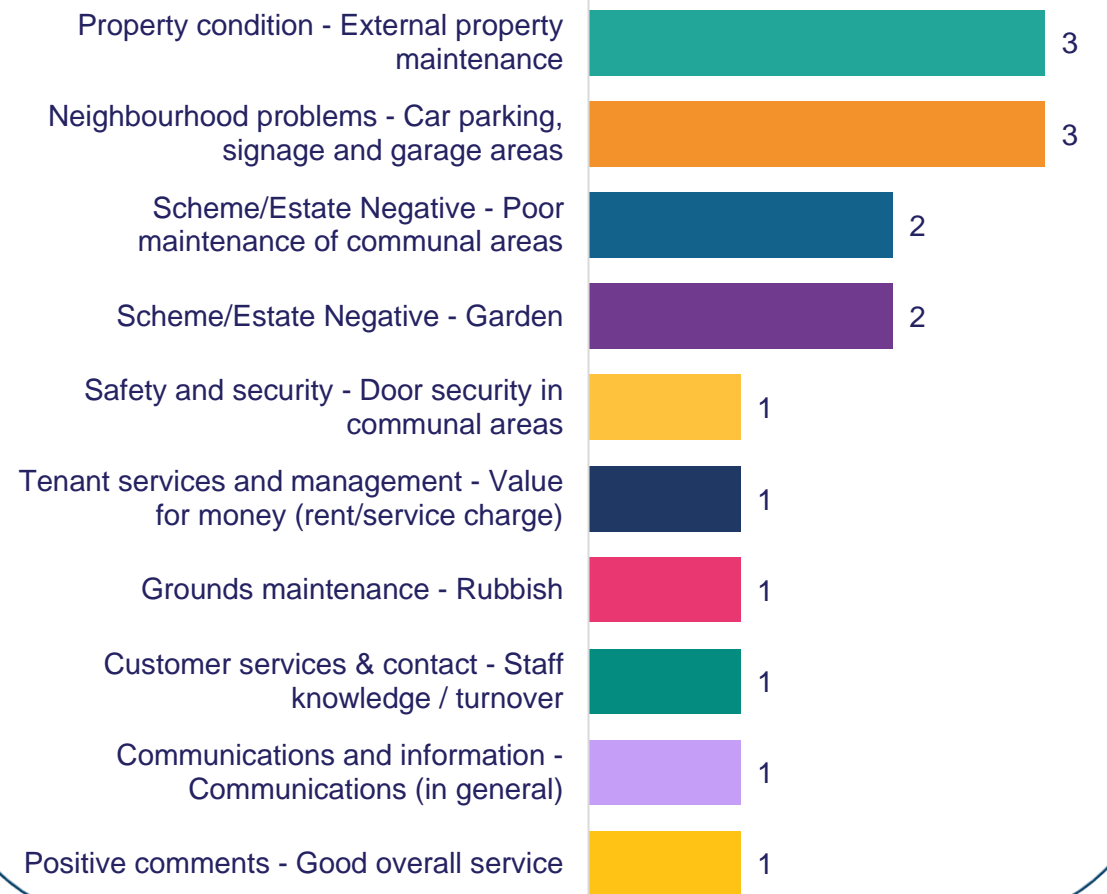 Property condition - External property
maintenance
3
Neighbourhood problems - Car parking,
signage and garage areas
3
Scheme/Estate Negative - Poor
maintenance of communal areas
2
Scheme/Estate Negative - Garden
2
Safety and security - Door security in
communal areas
1
Tenant services and management - Value
for money (rent/service charge)
1
Grounds maintenance - Rubbish
1
Customer services & contact - Staff
knowledge / turnover
1
Communications and information -
Communications (in general)
1
Positive comments - Good overall service
1